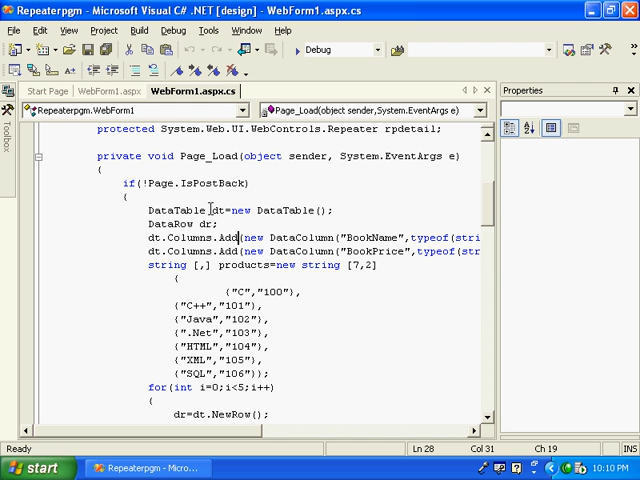 Repeaterpgm - Microsoft Visual C# .NET [design] - WebForm1.aspx.cs
File Edit View Project Build Debug Tools Window Help
Debug
Start Page WebForm1.aspx WebForm1.aspx.cs
Properties
Repeaterpgm.WebForm1 Page_Load(object sender,System.EventArgs e)
Toolbox
protected System.Web.UI.WebControls.Repeater rpdetail;
private void Page_Load(object sender, System.EventArgs e)
{
if(!Page.IsPostBack)
{
DataTable dt=new DataTable();
DataRow dr;
dt.Columns.Add(new DataColumn("BookName",typeof(stri
dt.Columns.Add(new DataColumn("BookPrice",typeof(str
string [,] products=new string [7,2]
{
{"C","100"},
{"C++","101"},
{"Java","102"},
{".Net","103"},
{"HTML","104"},
{"XML","105"},
{"SQL","106"}};
for(int i=0;i<5;i++)
{
dr=dt.NewRow();
Ready Ln 28 Col 31 Ch 19 INS
start Repeaterpgm - Micro... 10:10 PM